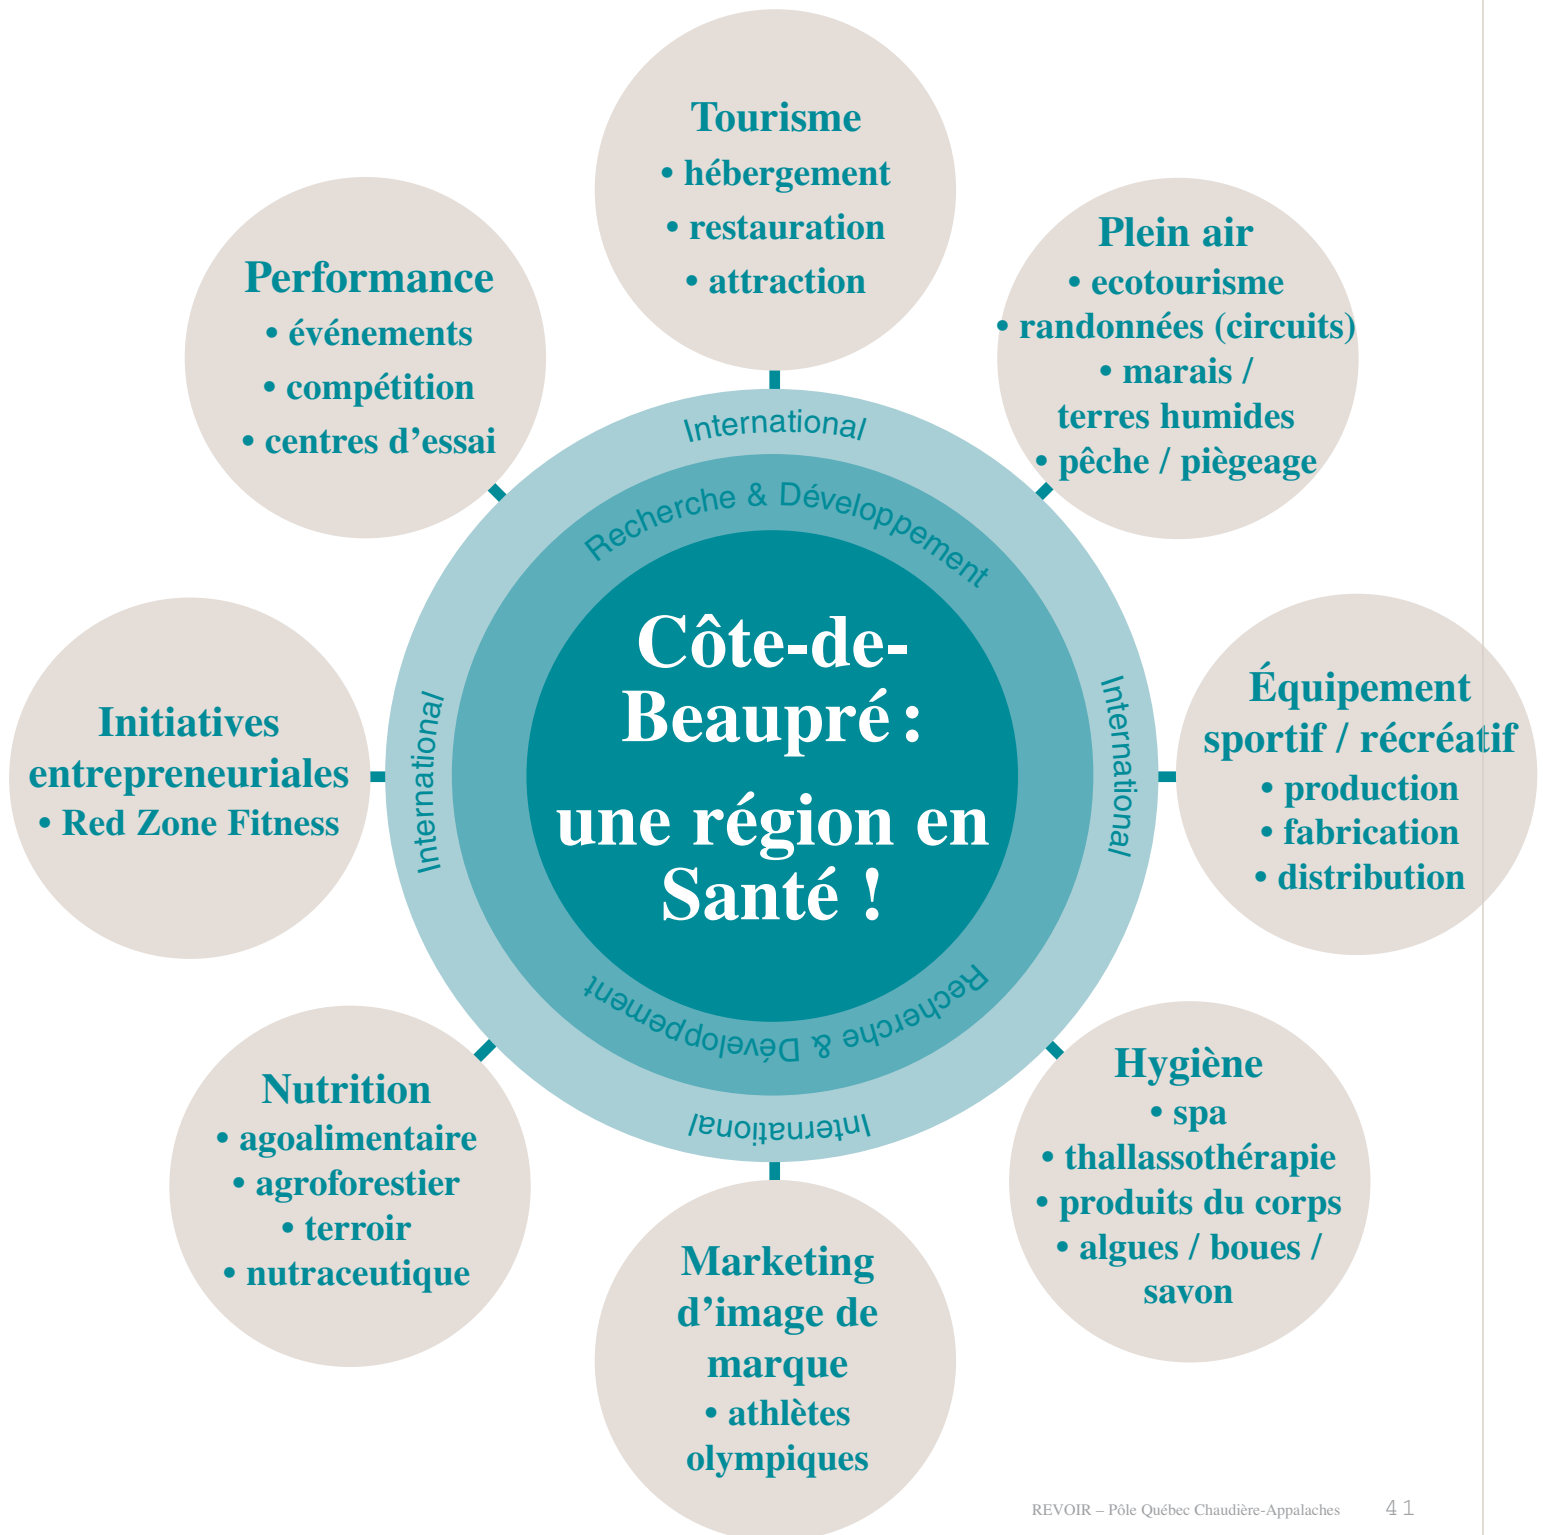 Tourisme
• hébergement
• restauration
• attraction
Plein air
• ecotourisme
• randonnées (circuits)
• marais /
terres humides
• pêche / piègeage
Performance
• événements
• compétition
• centres d’essai
International
Recherche & Développement
Côte-de-
Beaupré :
une région en
Santé !
International
International
Initiatives
entrepreneuriales
• Red Zone Fitness
Équipement
sportif / récréatif
• production
• fabrication
• distribution
Recherche & Développement
International
Nutrition
• agoalimentaire
• agroforestier
• terroir
• nutraceutique
Hygiène
• spa
• thallassothérapie
• produits du corps
• algues / boues /
savon
Marketing
d’image de
marque
• athlètes
olympiques
REVOIR – Pôle Québec Chaudière-Appalaches 41